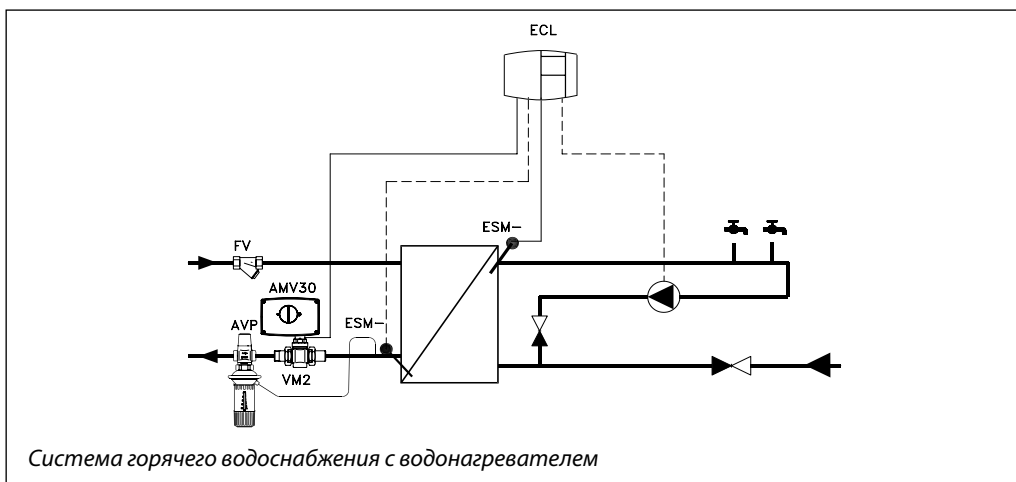 ECL
ESM-
FV
AMV30
ESM-
AVP
VM2
Система горячего водоснабжения с водонагревателем